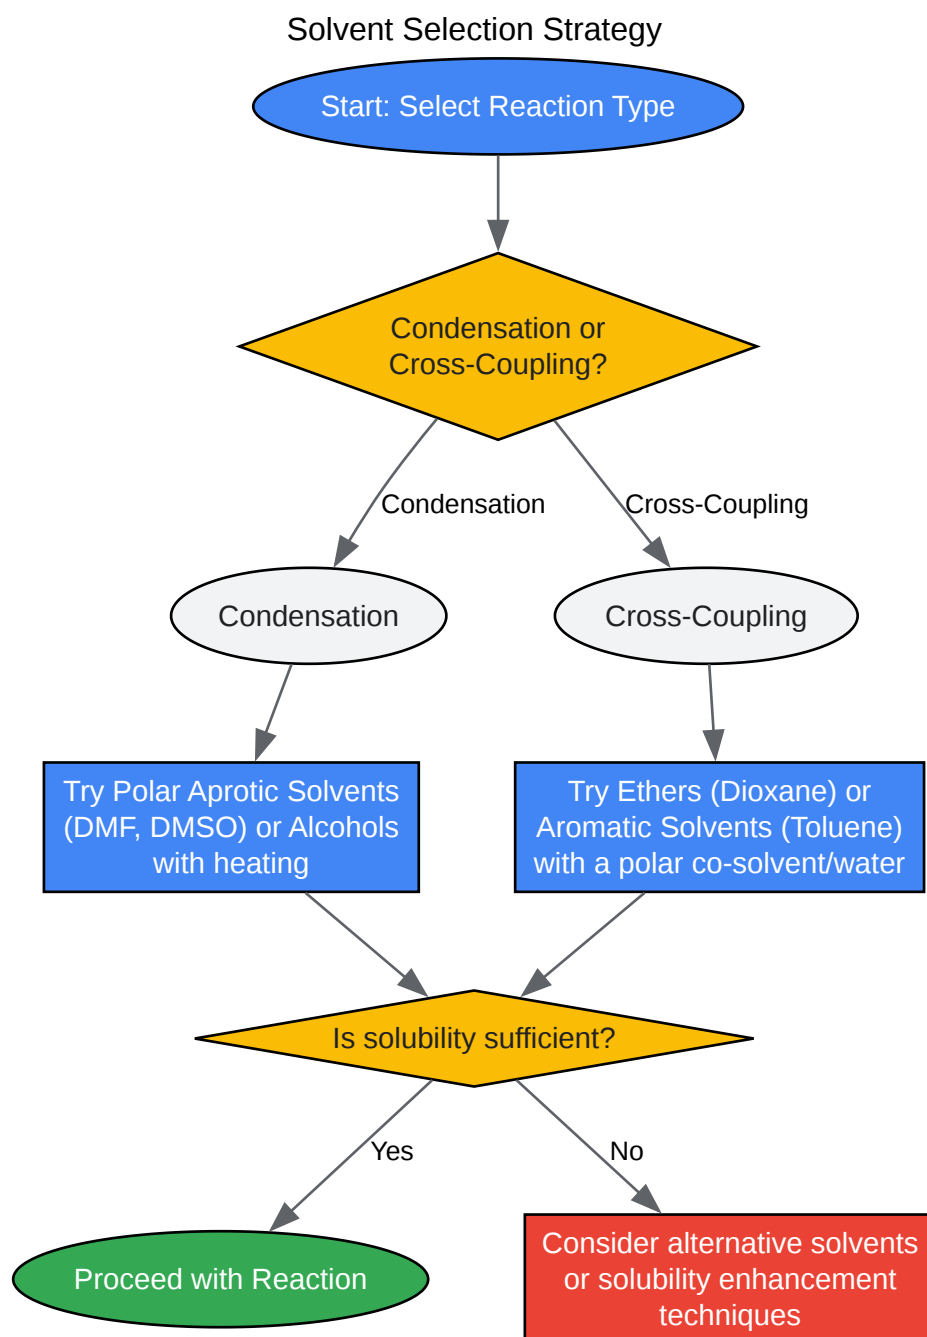 Solvent Selection Strategy
Start: Select Reaction Type
Condensation or
Cross-Coupling?
Condensation
Cross-Coupling
Condensation
Cross-Coupling
Try Polar Aprotic Solvents
(DMF, DMSO) or Alcohols
with heating
Try Ethers (Dioxane) or
Aromatic Solvents (Toluene)
with a polar co-solvent/water
Is solubility sufficient?
Yes
No
Proceed with Reaction
Consider alternative solvents
or solubility enhancement
techniques